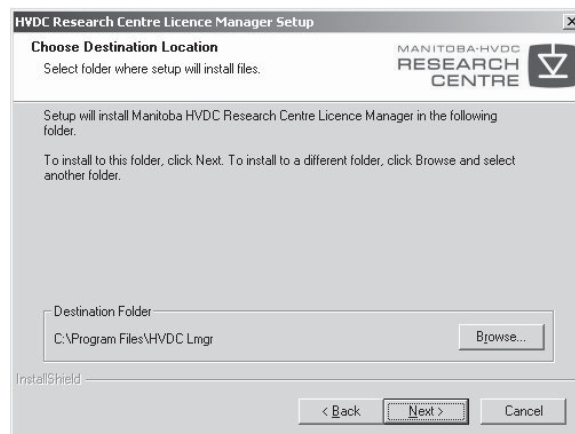 HVDC Research Centre Licence Manager Setup
Choose Destination Location
Select folder where setup will install files.
MANITOBA-HVDC
RESEARCH
CENTRE
Setup will install Manitoba HVDC Research Centre Licence Manager in the following
folder.
To install to this folder, click Next. To install to a different folder, click Browse and select
another folder.
Destination Folder
C:\Program Files\HVDC Lmgr
Browse...
InstallShield
< Back
Next >
Cancel